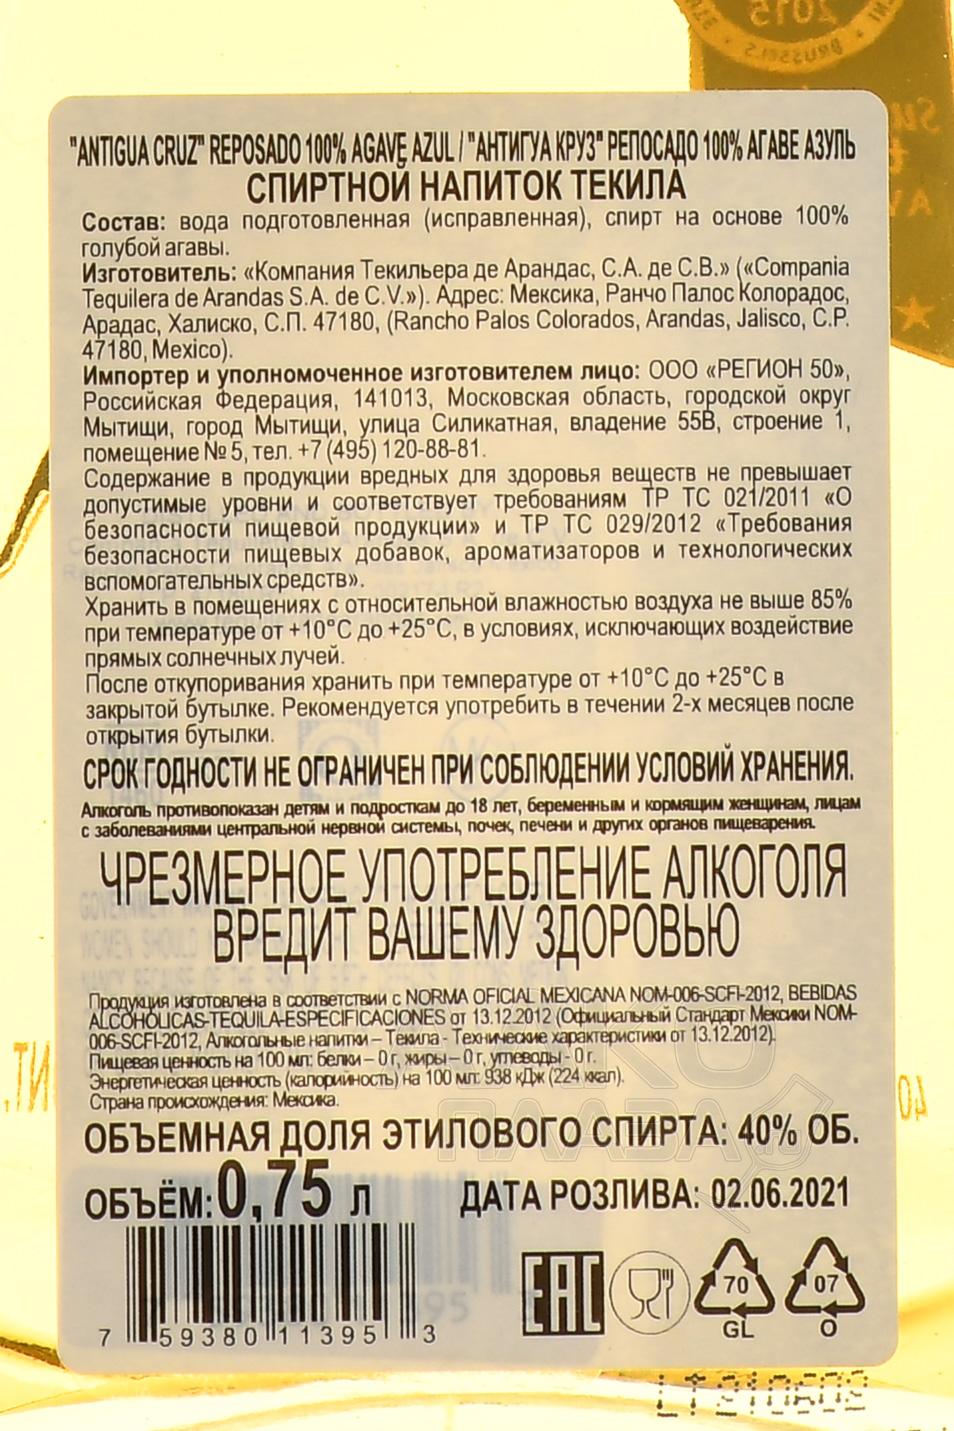 2015
BRUSSELS
"ANTIGUA CRUZ" REPOSADO 100% AGAVE AZUL / "АНТИГУА КРУЗ" РЕПОСАДО 100% АГАВЕ АЗУЛЬ
СПИРТНОЙ НАПИТОК ТЕКИЛА
Состав: вода подготовленная (исправленная), спирт на основе 100%
голубой агавы.
Изготовитель: «Компания Текильера де Арандас, С.А. де С.В.» («Compania
Tequilera de Arandas S.A. de C.V.»). Адрес: Мексика, Ранчо Палос Колорадос,
Арадас, Халиско, С.П. 47180, (Rancho Palos Colorados, Arandas, Jalisco, C.P.
47180, Mexico).
Импортер и уполномоченное изготовителем лицо: ООО «РЕГИОН 50»,
Российская Федерация, 141013, Московская область, городской округ
Мытищи, город Мытищи, улица Силикатная, владение 55В, строение 1,
помещение № 5, тел. +7 (495) 120-88-81.
Содержание в продукции вредных для здоровья веществ не превышает
допустимые уровни и соответствует требованиям ТР ТС 021/2011 «О
безопасности пищевой продукции» и ТР ТС 029/2012 «Требования
безопасности пищевых добавок, ароматизаторов и технологических
вспомогательных средств».
Хранить в помещениях с относительной влажностью воздуха не выше 85%
при температуре от +10°С до +25°С, в условиях, исключающих воздействие
прямых солнечных лучей.
После откупоривания хранить при температуре от +10°С до +25°С в
закрытой бутылке. Рекомендуется употребить в течении 2-х месяцев после
открытия бутылки.
СРОК ГОДНОСТИ НЕ ОГРАНИЧЕН ПРИ СОБЛЮДЕНИИ УСЛОВИЙ ХРАНЕНИЯ.
Алкоголь противопоказан детям и подросткам до 18 лет, беременным и кормящим женщинам, лицам
с заболеваниями центральной нервной системы, почек, печени и других органов пищеварения.
ЧРЕЗМЕРНОЕ УПОТРЕБЛЕНИЕ АЛКОГОЛЯ
ВРЕДИТ ВАШЕМУ ЗДОРОВЬЮ
Продукция изготовлена в соответствии с NORMA OFICIAL MEXICANA NOM-006-SCFI-2012, BEBIDAS
ALCOHOLICAS-TEQUILA-ESPECIFICACIONES от 13.12.2012 (Официальный Стандарт Мексики NOM-
006-SCFI-2012, Алкогольные напитки – Текила - Технические характеристики от 13.12.2012).
Пищевая ценность на 100 мл: белки – 0 г, жиры – 0 г, углеводы - 0 г.
Энергетическая ценность (калорийность) на 100 мл: 938 кДж (224 ккал).
Страна происхождения: Мексика.
ОБЪЕМНАЯ ДОЛЯ ЭТИЛОВОГО СПИРТА: 40% ОБ.
ОБЪЁМ: 0,75 л ДАТА РОЗЛИВА: 02.06.2021
7 59380 11395 3
EAC
70
GL
07
O